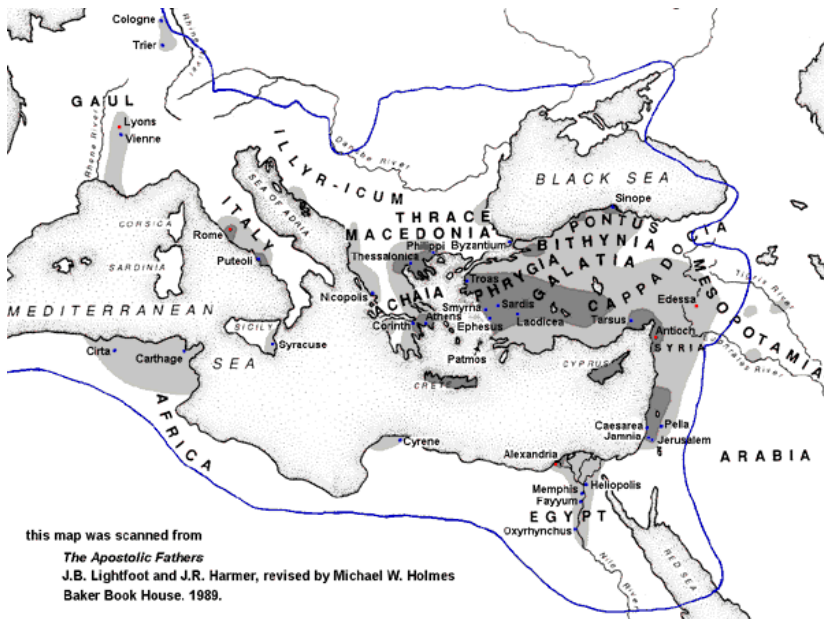 Cologne
Trier
Rhine River
GAUL
Lyons
Vienne
Rhone River
ILLYR-ICUM
Danube River
BLACK SEA
Sinope
ITALY
SEA OF ADRIA
CORSICA
Rome
SARDINIA
Puteoli
THRACE
MACEDONIA
Philippi
Byzantium
Thessalonica
PONTUS
BITHYNIA
PHRYGIA
GALATIA
CAPPADOCIA
MESOPOTAMIA
Tigris River
Euphrates River
Troas
Nicopolis
CHAIA
Smyrna
Sardis
Edessa
Athens
Corinth
Ephesus
Laodicea
Tarsus
Antioch
SYRIA
MEDITERRANEAN
SEA
SICILY
Syracuse
Patmos
Cirta
Carthage
CRETE
CYPRUS
AFRICA
Cyrene
Caesarea
Pella
Jamnia
Jerusalem
ARABIA
Alexandria
Heliopolis
Memphis
Fayyum
EGYPT
Oxyrhynchus
Nile River
RED SEA
this map was scanned from
The Apostolic Fathers
J.B. Lightfoot and J.R. Harmer, revised by Michael W. Holmes
Baker Book House. 1989.